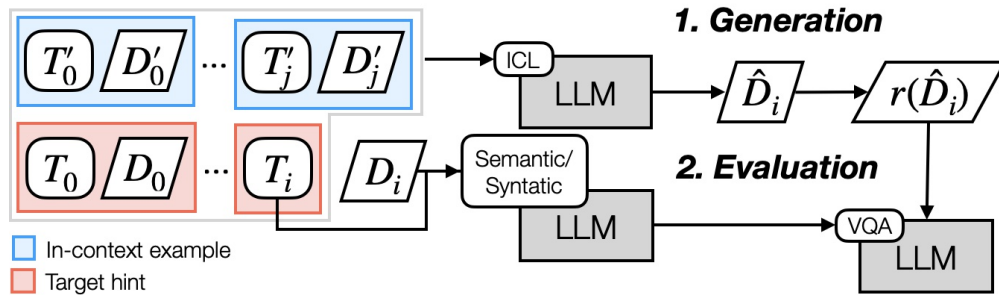 1. Generation
T′₀ D′₀ ... T′ⱼ D′ⱼ
ICL
LLM
D̂ᵢ
r(D̂ᵢ)
T₀ D₀ ... Tᵢ
Dᵢ
Semantic/
Syntatic
LLM
2. Evaluation
VQA
LLM
In-context example
Target hint